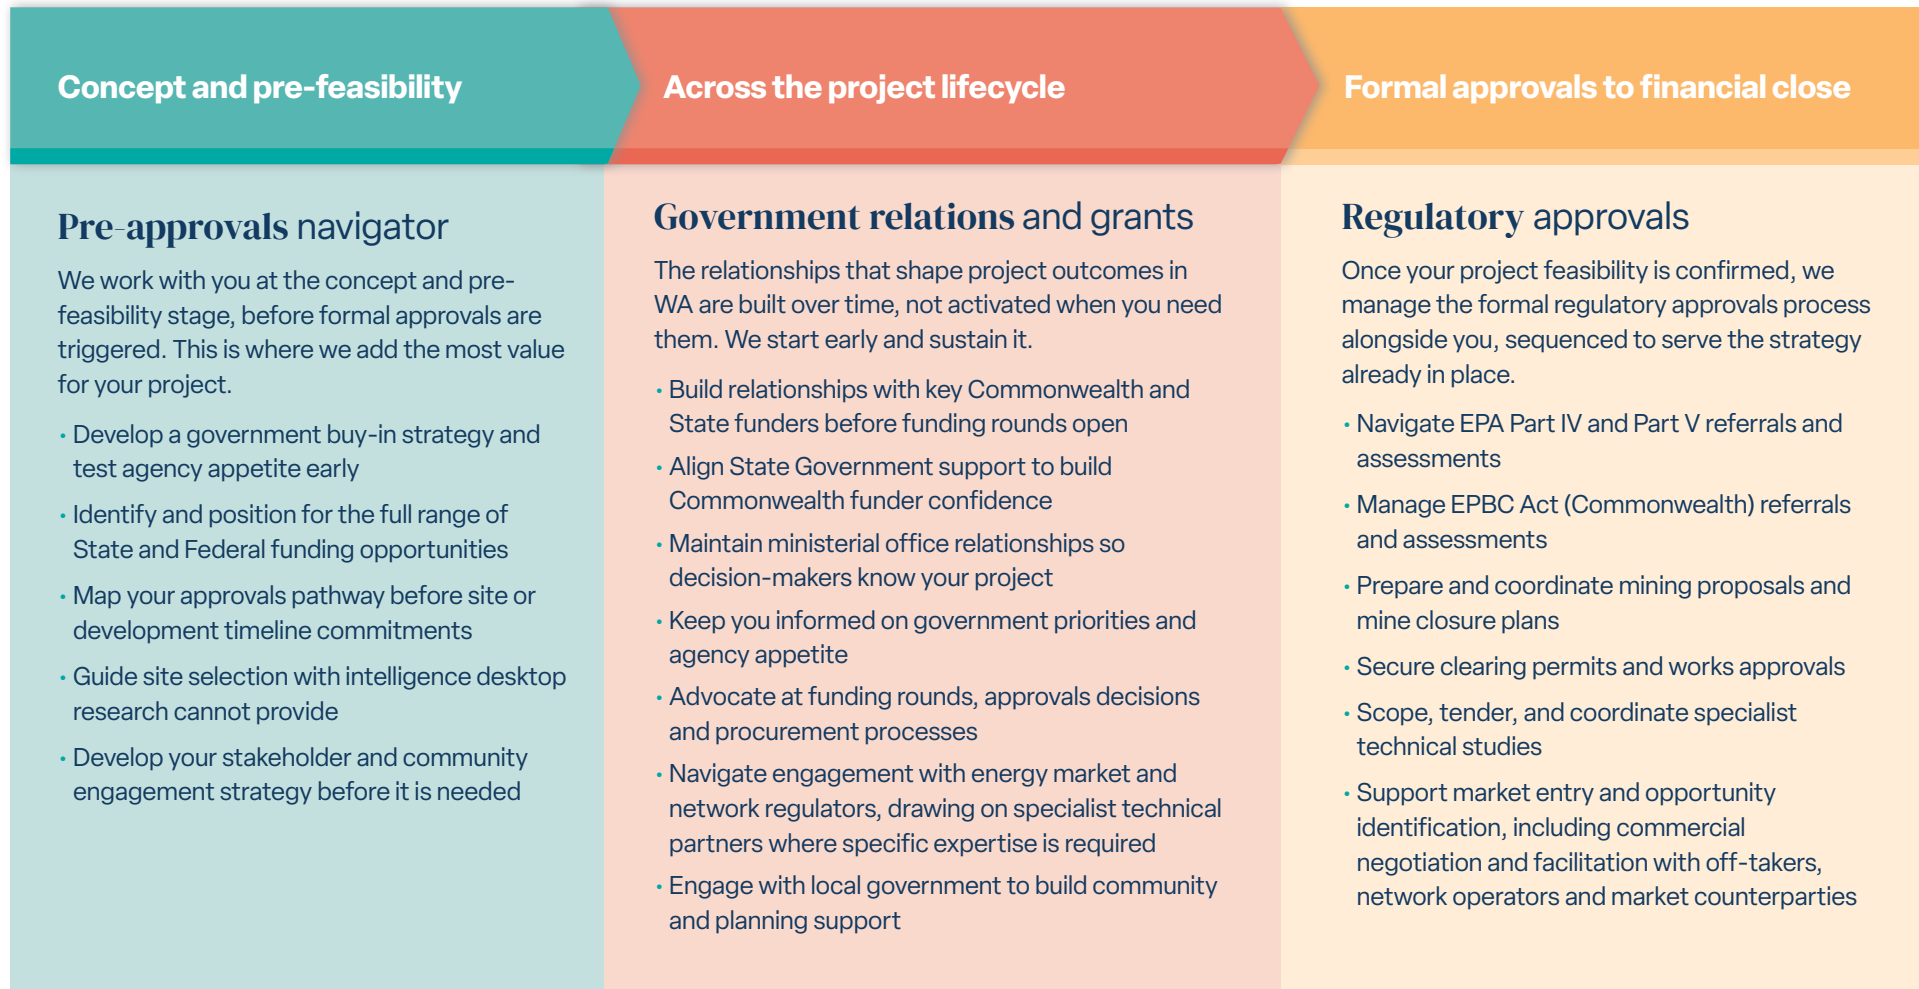 Concept and pre-feasibility
Pre-approvals navigator
We work with you at the concept and pre-
feasibility stage, before formal approvals are
triggered. This is where we add the most value
for your project.
· Develop a government buy-in strategy and
test agency appetite early
· Identify and position for the full range of
State and Federal funding opportunities
· Map your approvals pathway before site or
development timeline commitments
· Guide site selection with intelligence desktop
research cannot provide
· Develop your stakeholder and community
engagement strategy before it is needed
Across the project lifecycle
Government relations and grants
The relationships that shape project outcomes in
WA are built over time, not activated when you need
them. We start early and sustain it.
· Build relationships with key Commonwealth and
State funders before funding rounds open
· Align State Government support to build
Commonwealth funder confidence
· Maintain ministerial office relationships so
decision-makers know your project
· Keep you informed on government priorities and
agency appetite
· Advocate at funding rounds, approvals decisions
and procurement processes
· Navigate engagement with energy market and
network regulators, drawing on specialist technical
partners where specific expertise is required
· Engage with local government to build community
and planning support
Formal approvals to financial close
Regulatory approvals
Once your project feasibility is confirmed, we
manage the formal regulatory approvals process
alongside you, sequenced to serve the strategy
already in place.
· Navigate EPA Part IV and Part V referrals and
assessments
· Manage EPBC Act (Commonwealth) referrals
and assessments
· Prepare and coordinate mining proposals and
mine closure plans
· Secure clearing permits and works approvals
· Scope, tender, and coordinate specialist
technical studies
· Support market entry and opportunity
identification, including commercial
negotiation and facilitation with off-takers,
network operators and market counterparties